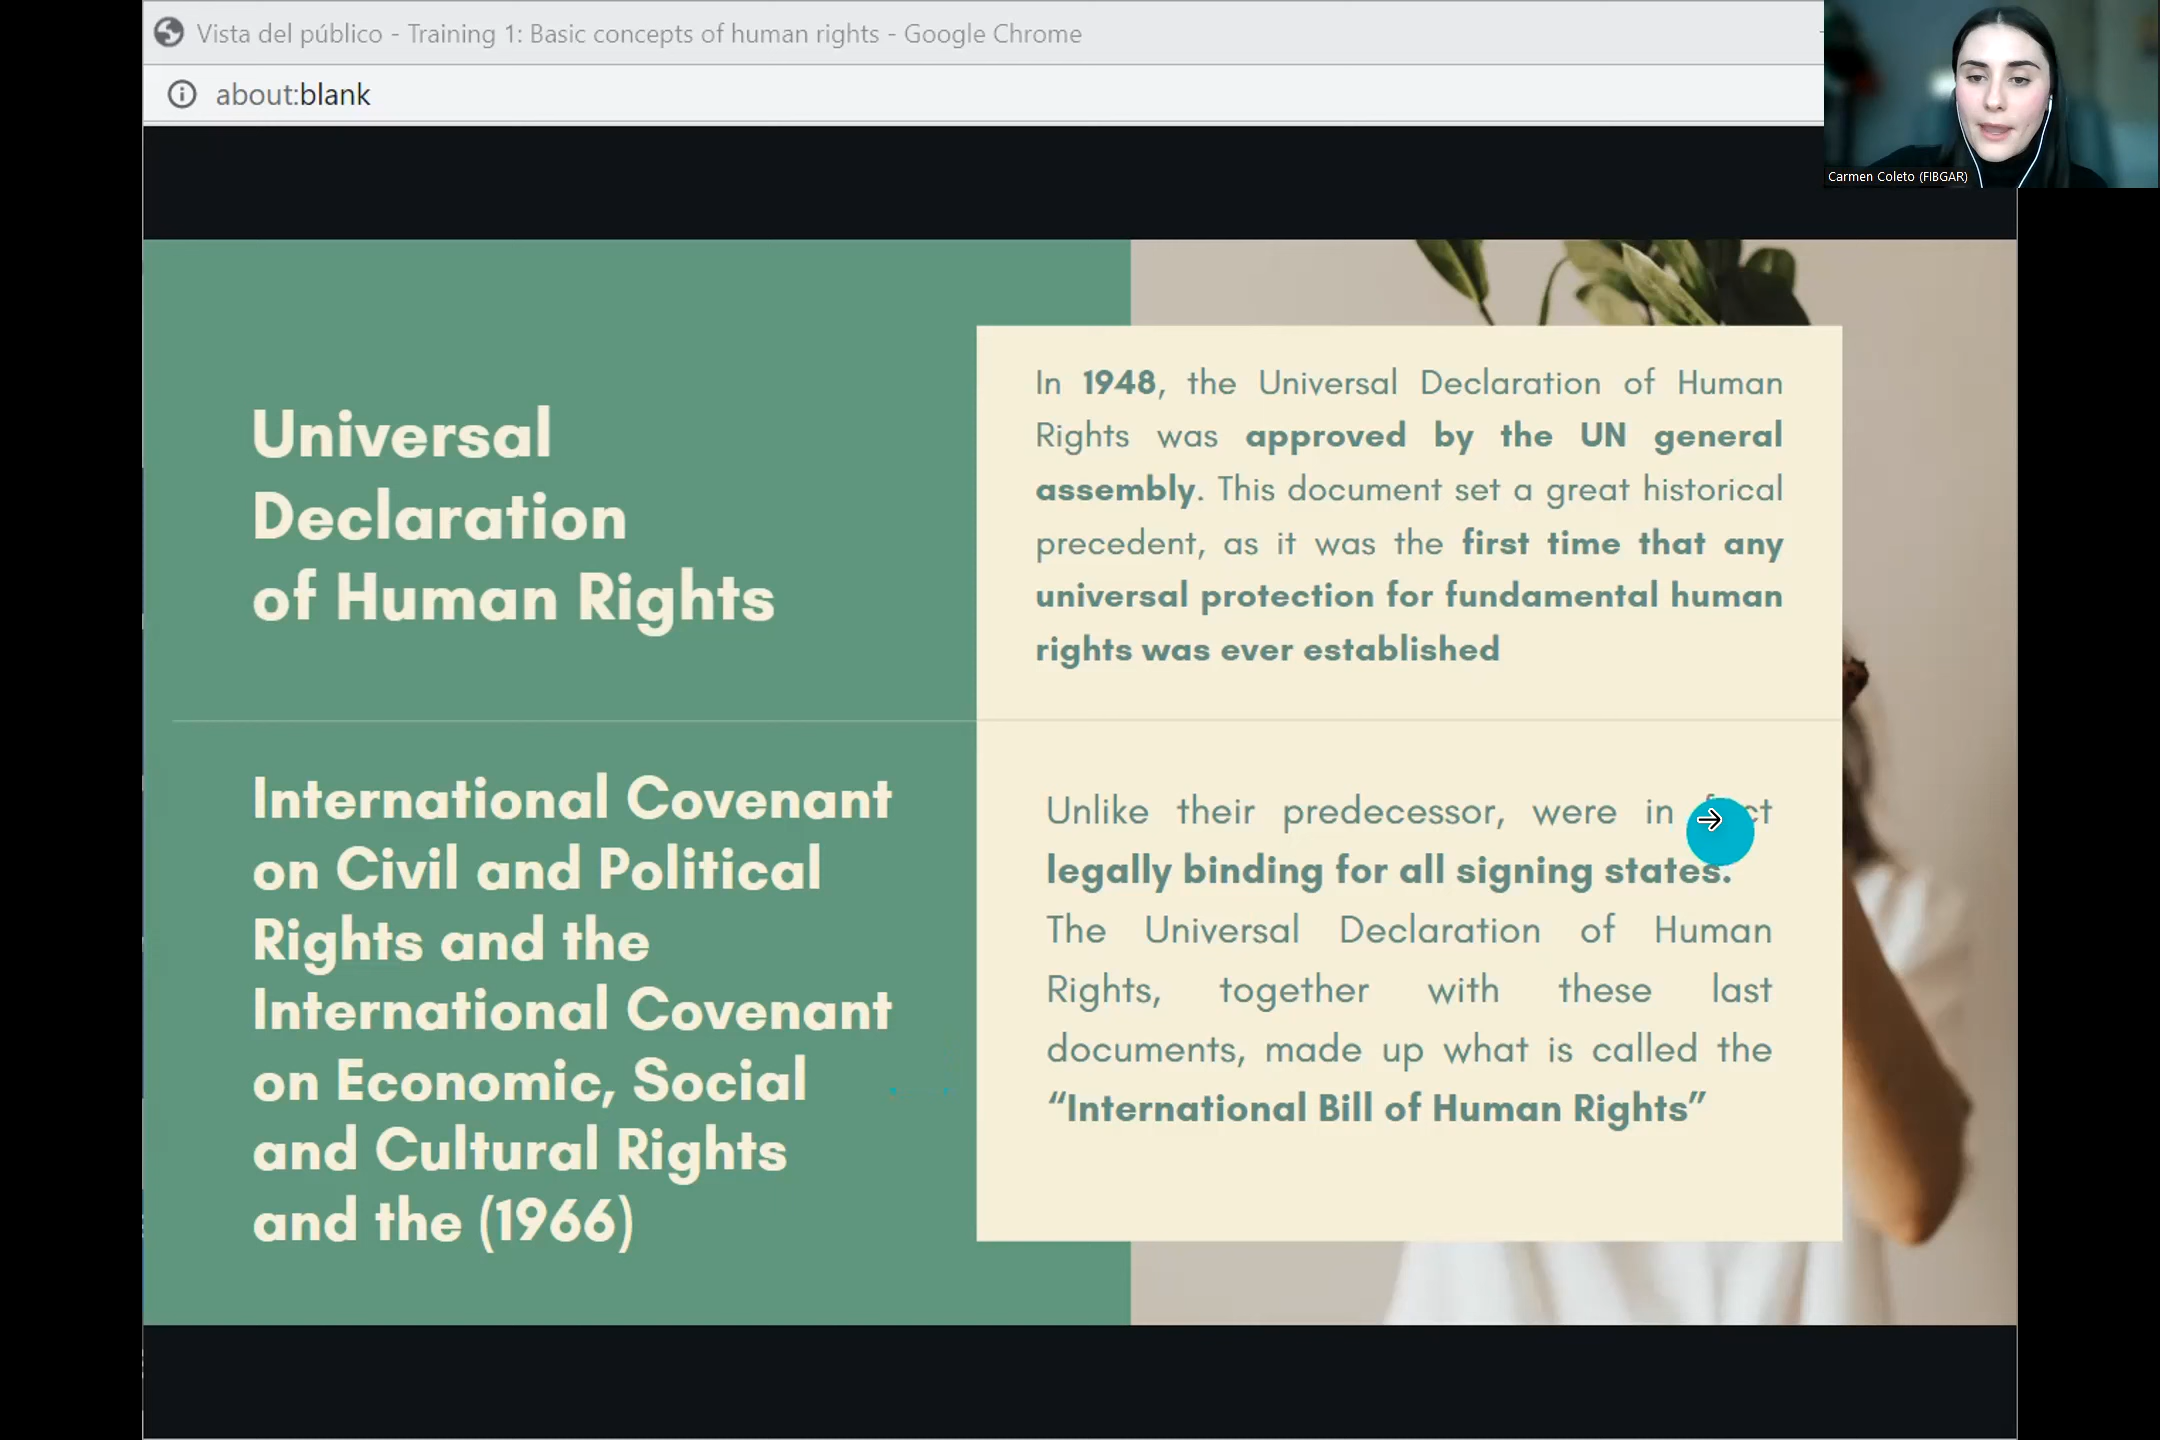 Vista del público - Training 1: Basic concepts of human rights - Google Chrome
about:blank
Carmen Coleto (FIBGAR)
Universal
Declaration
of Human Rights
In 1948, the Universal Declaration of Human
Rights was approved by the UN general
assembly. This document set a great historical
precedent, as it was the first time that any
universal protection for fundamental human
rights was ever established
International Covenant
on Civil and Political
Rights and the
International Covenant
on Economic, Social
and Cultural Rights
and the (1966)
Unlike their predecessor, were in fact
legally binding for all signing states.
The Universal Declaration of Human
Rights, together with these last
documents, made up what is called the
“International Bill of Human Rights”